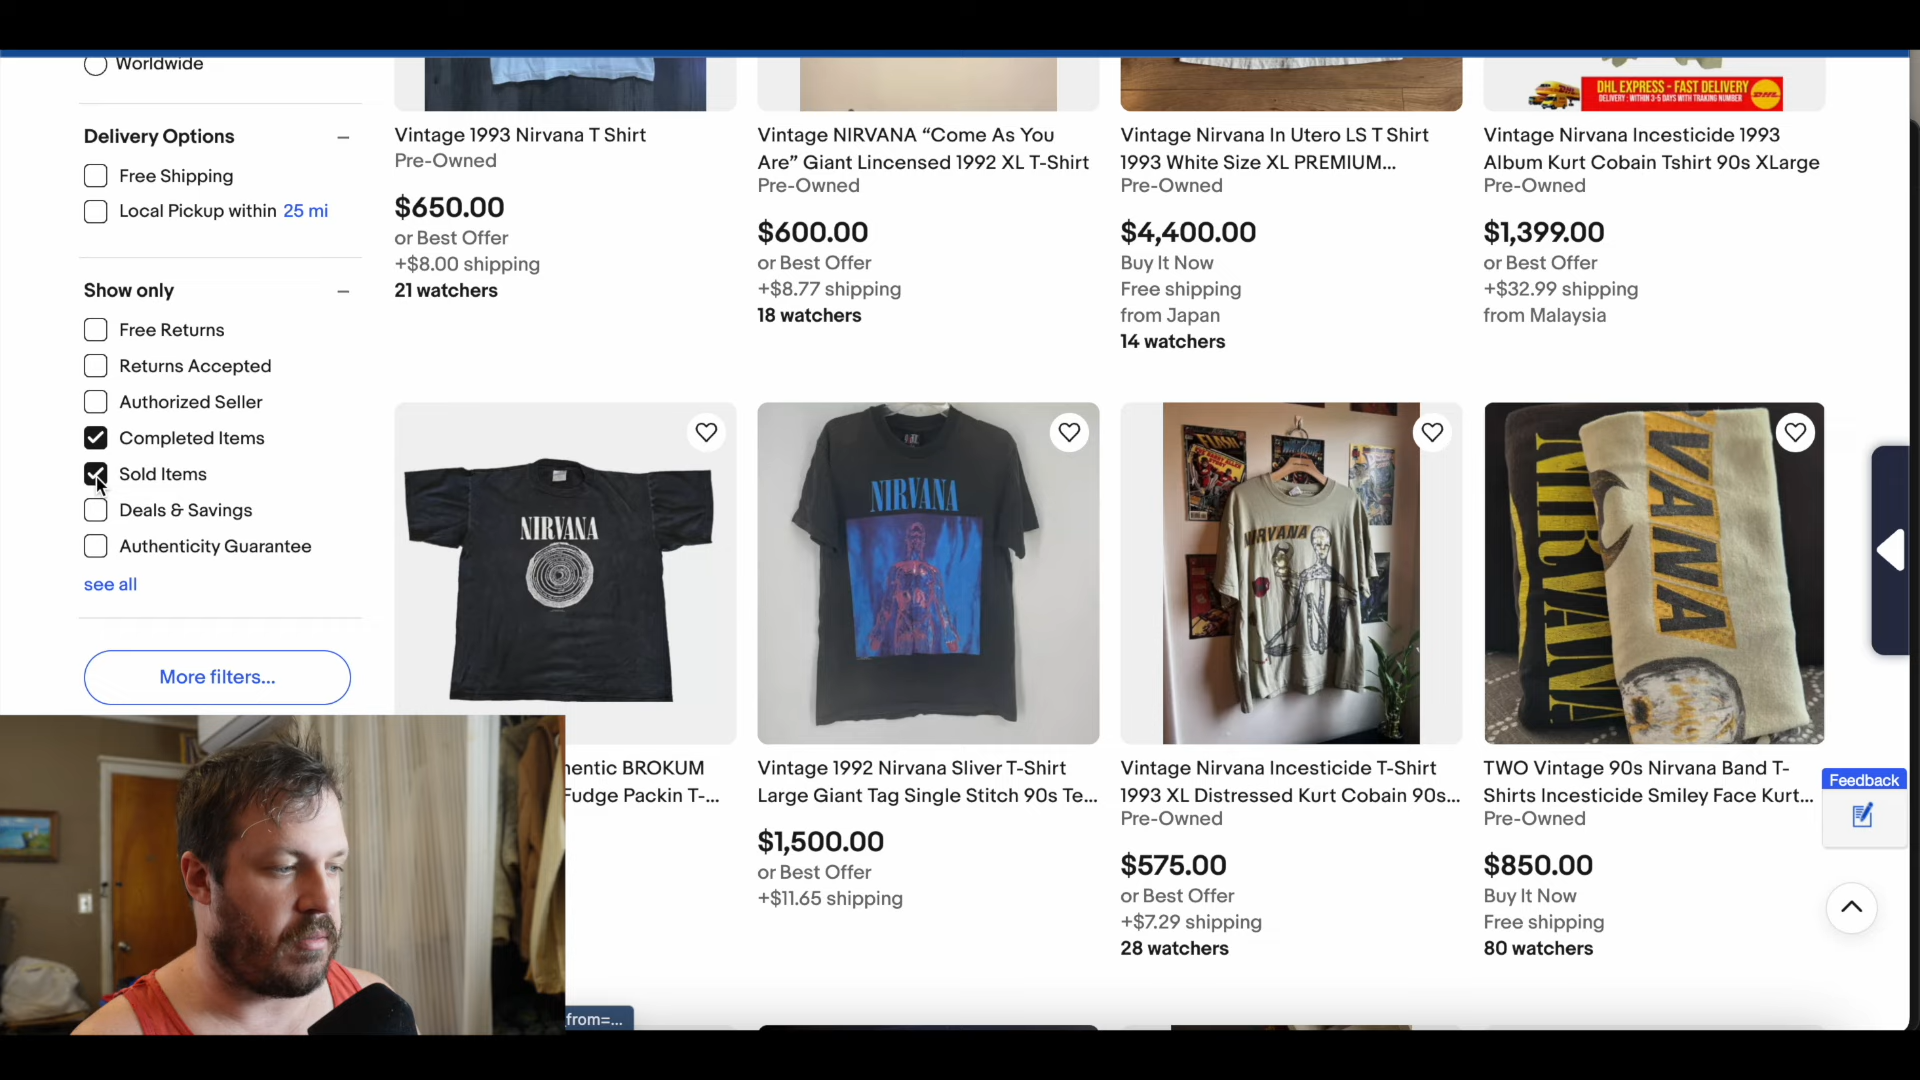 Worldwide
Delivery Options
Free Shipping
Local Pickup within 25 mi
Show only
Free Returns
Returns Accepted
Authorized Seller
Completed Items
Sold Items
Deals & Savings
Authenticity Guarantee
see all
More filters...
Vintage 1993 Nirvana T Shirt
Pre-Owned
$650.00
or Best Offer
+$8.00 shipping
21 watchers
Vintage NIRVANA “Come As You
Are” Giant Lincensed 1992 XL T-Shirt
Pre-Owned
$600.00
or Best Offer
+$8.77 shipping
18 watchers
Vintage Nirvana In Utero LS T Shirt
1993 White Size XL PREMIUM...
Pre-Owned
$4,400.00
Buy It Now
Free shipping
from Japan
14 watchers
DHL EXPRESS - FAST DELIVERY
DELIVERY : WITHIN 3-5 DAYS WITH TRAKING NUMBER
DHL
Vintage Nirvana Incesticide 1993
Album Kurt Cobain Tshirt 90s XLarge
Pre-Owned
$1,399.00
or Best Offer
+$32.99 shipping
from Malaysia
NIRVANA
hentic BROKUM
Fudge Packin T-...
NIRVANA
Vintage 1992 Nirvana Sliver T-Shirt
Large Giant Tag Single Stitch 90s Te...
$1,500.00
or Best Offer
+$11.65 shipping
NIRVANA
Vintage Nirvana Incesticide T-Shirt
1993 XL Distressed Kurt Cobain 90s...
Pre-Owned
$575.00
or Best Offer
+$7.29 shipping
28 watchers
NIRVANA
VANA
TWO Vintage 90s Nirvana Band T-
Shirts Incesticide Smiley Face Kurt...
Pre-Owned
$850.00
Buy It Now
Free shipping
80 watchers
Feedback
from=...